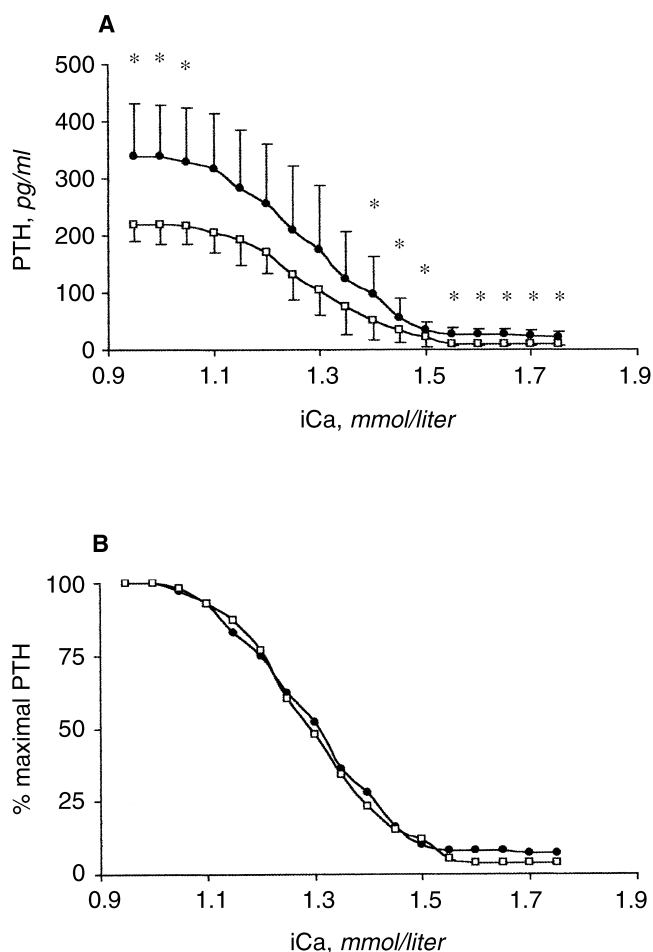 A
* * *
500
400
300
200
100
0
*
*
*
* * * * *
PTH, pg/ml
0.9 1.1 1.3 1.5 1.7 1.9
iCa, mmol/liter
B
100
75
50
25
0
% maximal PTH
0.9 1.1 1.3 1.5 1.7 1.9
iCa, mmol/liter